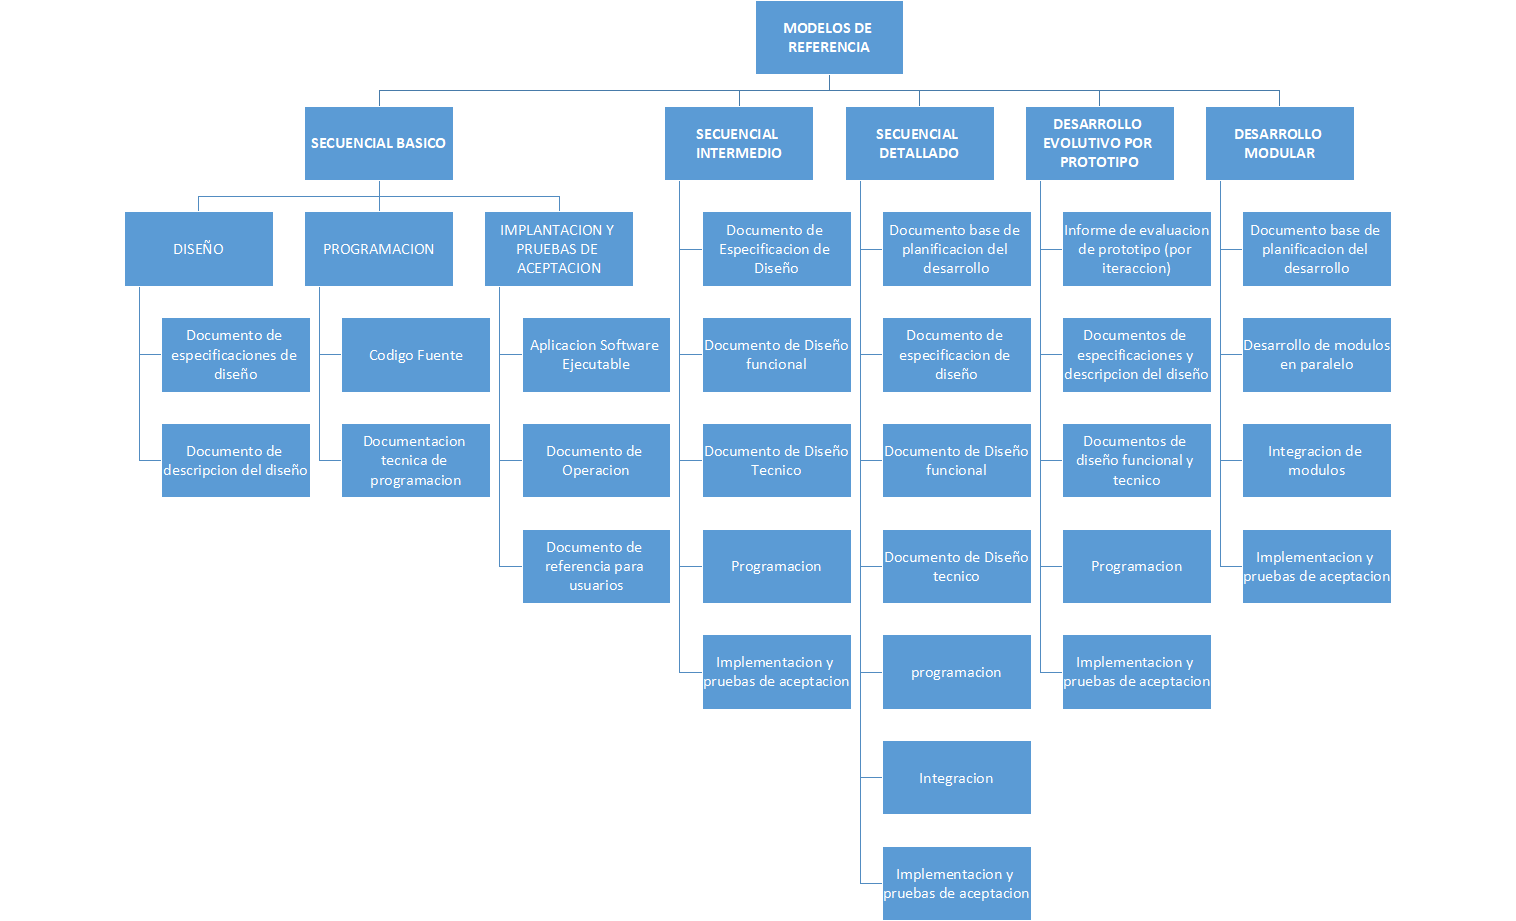 MODELOS DE
REFERENCIA
SECUENCIAL BASICO
DISEÑO
Documento de
especificaciones de
diseño
Documento de
descripcion del diseño
PROGRAMACION
Codigo Fuente
Documentacion
tecnica de
programacion
IMPLANTACION Y
PRUEBAS DE
ACEPTACION
Aplicacion Software
Ejecutable
Documento de
Operacion
Documento de
referencia para
usuarios
SECUENCIAL
INTERMEDIO
Documento de
Especificacion de
Diseño
Documento de Diseño
funcional
Documento de Diseño
Tecnico
Programacion
Implementacion y
pruebas de aceptacion
SECUENCIAL
DETALLADO
Documento base de
planificacion del
desarrollo
Documento de
especificacion de
diseño
Documento de Diseño
funcional
Documento de Diseño
tecnico
programacion
Integracion
Implementacion y
pruebas de aceptacion
DESARROLLO
EVOLUTIVO POR
PROTOTIPO
Informe de evaluacion
de prototipo (por
iteraccion)
Documentos de
especificaciones y
descripcion del diseño
Documentos de
diseño funcional y
tecnico
Programacion
Implementacion y
pruebas de aceptacion
DESARROLLO
MODULAR
Documento base de
planificacion del
desarrollo
Desarrollo de modulos
en paralelo
Integracion de
modulos
Implementacion y
pruebas de aceptacion